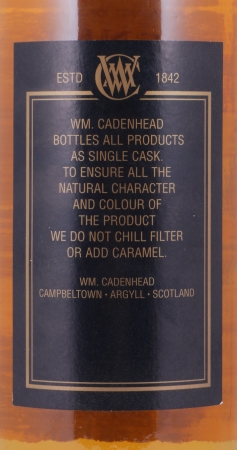 ESTD 1842
WM. CADENHEAD
BOTTLES ALL PRODUCTS
AS SINGLE CASK.
TO ENSURE ALL THE
NATURAL CHARACTER
AND COLOUR OF
THE PRODUCT
WE DO NOT CHILL FILTER
OR ADD CARAMEL.
WM. CADENHEAD
CAMPBELTOWN · ARGYLL · SCOTLAND